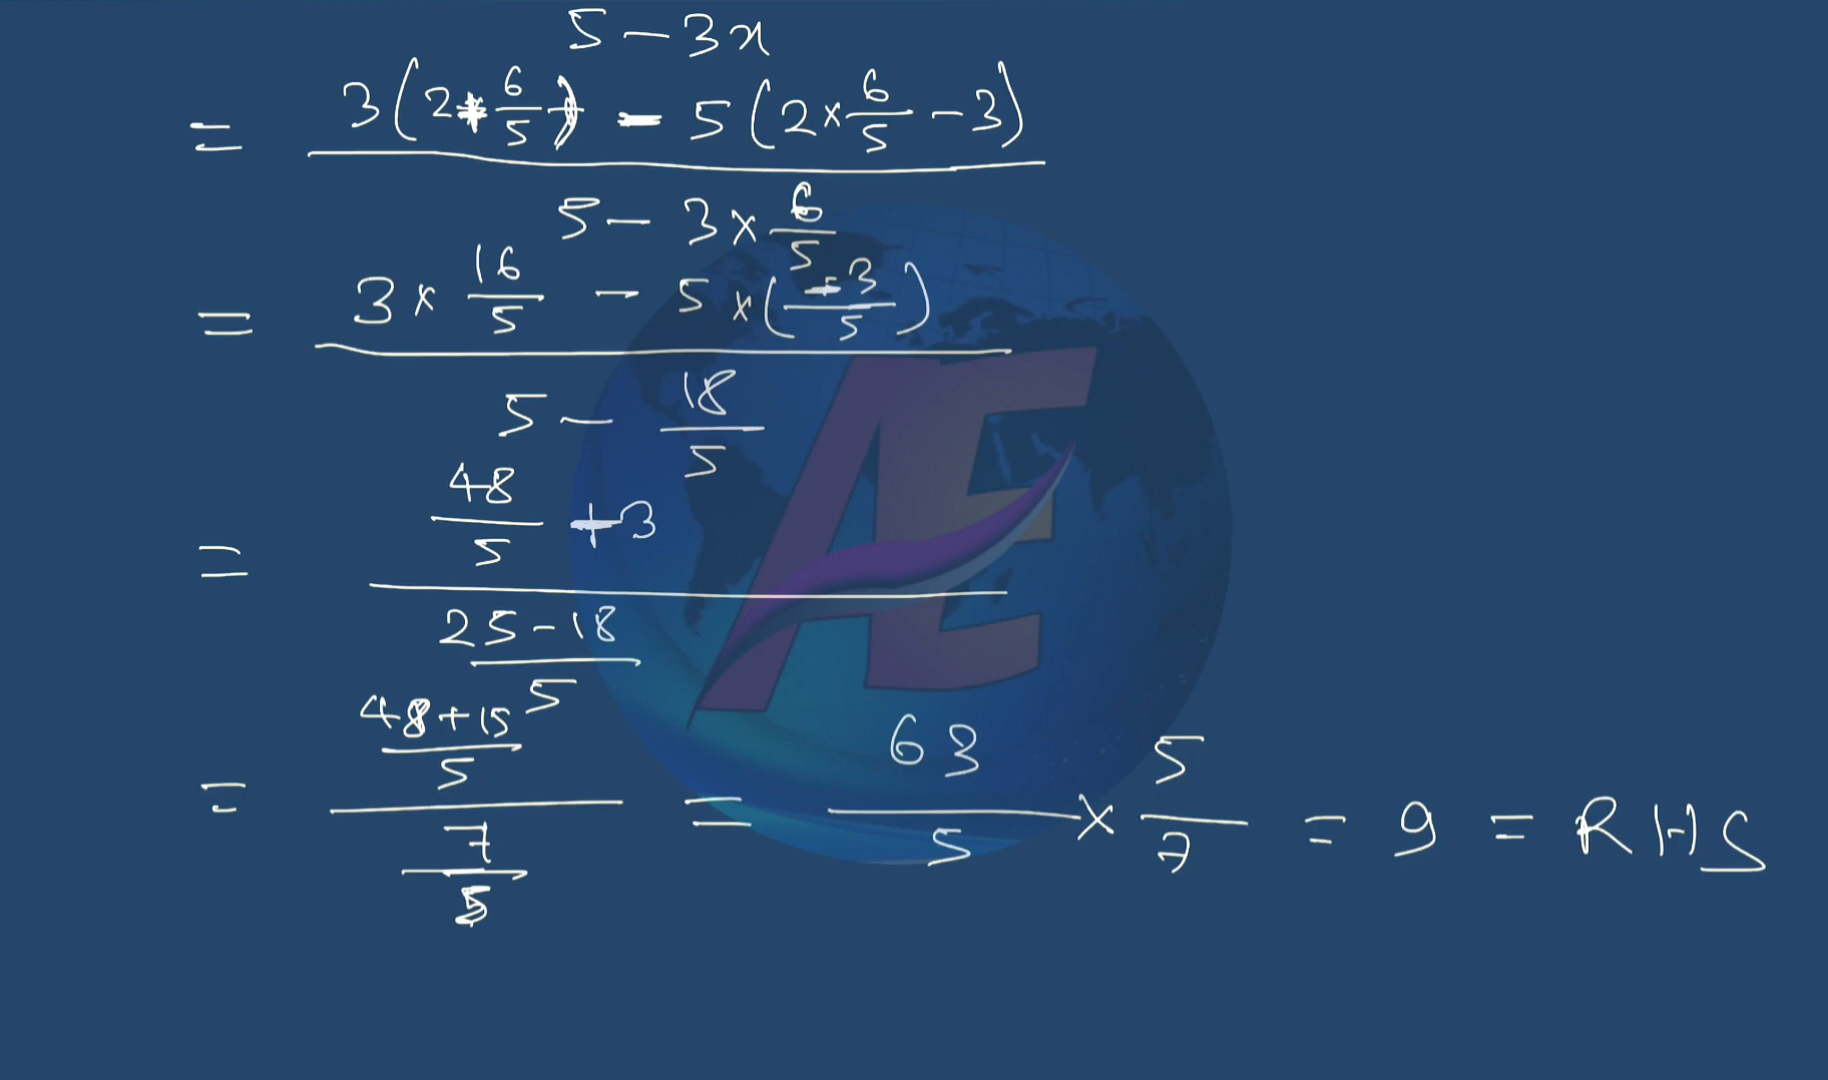 5 - 3x
= 3(2+6/5) - 5(2×6/5 - 3)
5 - 3×6/5
= 3×16/5 - 5×(-3/5)
5 - 18/5
= 48/5 + 3
25-18
5
= 48+15/5 / 7/5 = 63/5 × 5/7 = 9 = RHS
Æ